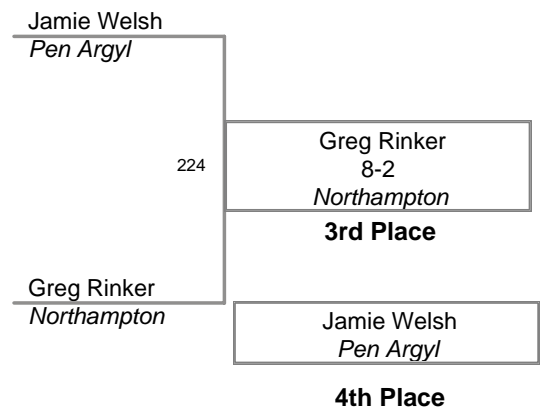 Jamie Welsh
Pen Argyl
224
Greg Rinker
8-2
Northampton
3rd Place
Greg Rinker
Northampton
Jamie Welsh
Pen Argyl
4th Place